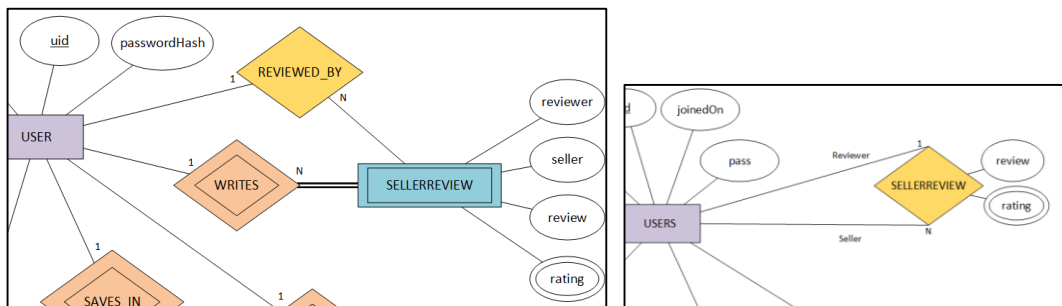 uid
passwordHash
REVIEWED_BY
1
N
USER
reviewer
seller
1
N
WRITES
SELLERREVIEW
review
rating
1
SAVES_IN
1
d
joinedOn
pass
Reviewer
1
review
SELLERREVIEW
rating
USERS
N
Seller